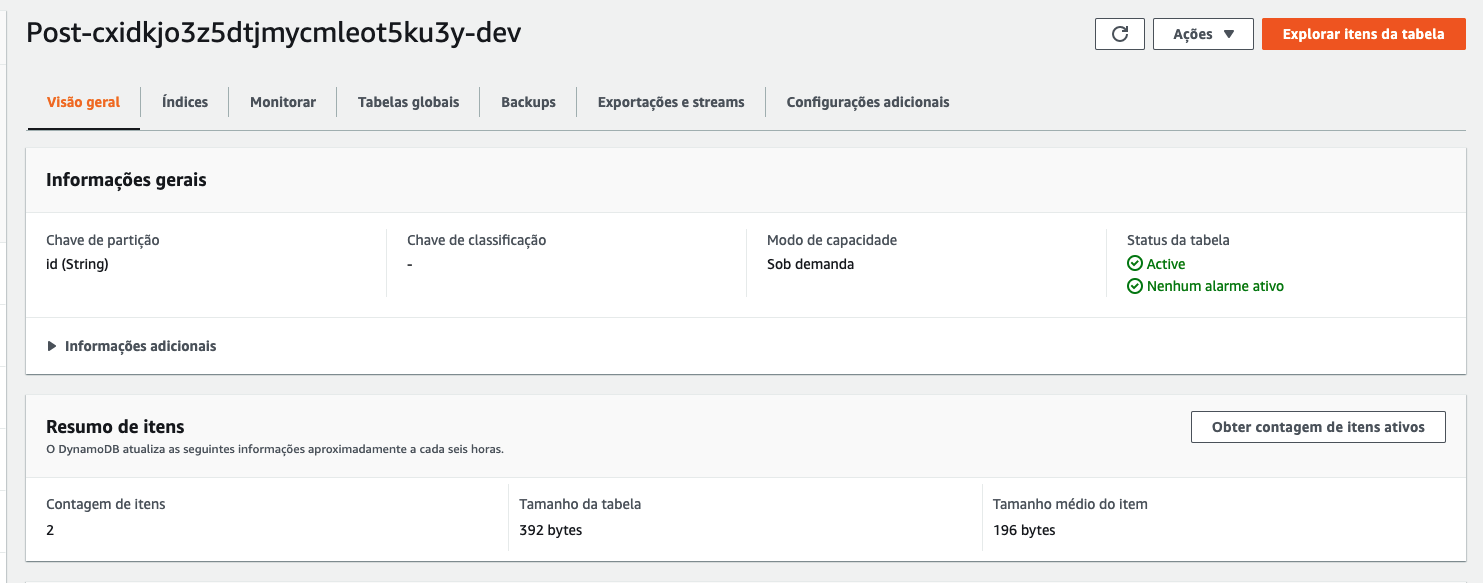 Post-cxidkjo3z5dtjmycmleot5ku3y-dev
Ações
Explorar itens da tabela
Visão geral
Índices
Monitorar
Tabelas globais
Backups
Exportações e streams
Configurações adicionais
Informações gerais
Chave de partição
id (String)
Chave de classificação
-
Modo de capacidade
Sob demanda
Status da tabela
Active
Nenhum alarme ativo
Informações adicionais
Resumo de itens
O DynamoDB atualiza as seguintes informações aproximadamente a cada seis horas.
Obter contagem de itens ativos
Contagem de itens
2
Tamanho da tabela
392 bytes
Tamanho médio do item
196 bytes